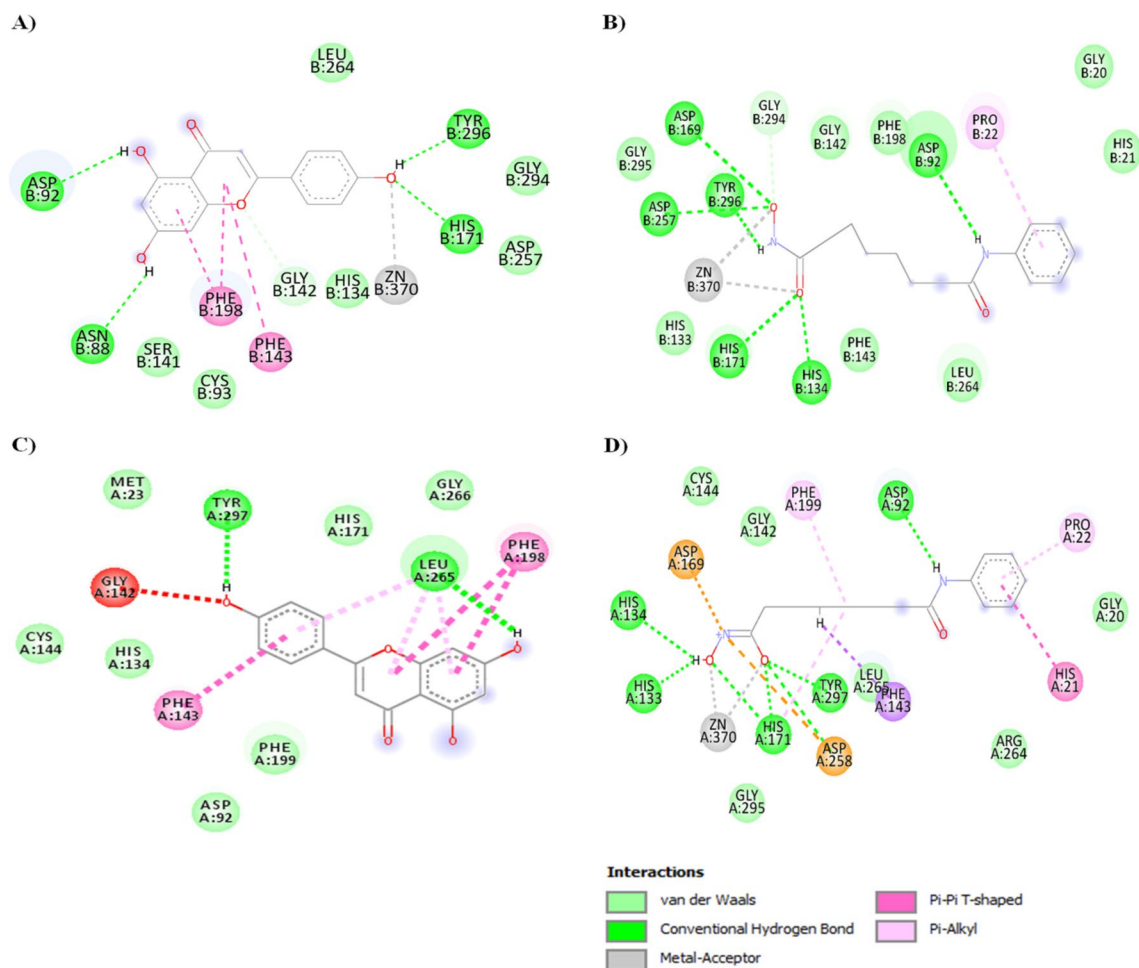 A)
LEU
B:264
TYR
B:296
GLY
B:294
ASP
B:92
HIS
B:171
ASP
B:257
GLY
B:142
HIS
B:134
ZN
B:370
PHE
B:198
PHE
B:143
ASN
B:88
SER
B:141
CYS
B:93
O
H
O
O
O
H
O
H
B)
GLY
B:20
ASP
B:169
GLY
B:294
GLY
B:142
PHE
B:198
ASP
B:92
PRO
B:22
HIS
B:21
GLY
B:295
TYR
B:296
ASP
B:257
ZN
B:370
HIS
B:133
HIS
B:171
HIS
B:134
PHE
B:143
LEU
B:264
O
N
H
O
H
N
O
C)
MET
A:23
TYR
A:297
HIS
A:171
GLY
A:266
LEU
A:265
PHE
A:198
GLY
A:142
CYS
A:144
HIS
A:134
PHE
A:143
PHE
A:199
ASP
A:92
H
O
O
O
O
H
O
D)
CYS
A:144
GLY
A:142
PHE
A:199
ASP
A:92
PRO
A:22
ASP
A:169
HIS
A:134
GLY
A:20
HIS
A:133
ZN
A:370
HIS
A:171
TYR
A:297
LEU
A:265
PHE
A:143
HIS
A:21
ASP
A:258
ARG
A:264
GLY
A:295
H
O
N
O
H
H
N
O
Interactions
van der Waals
Pi-Pi T-shaped
Conventional Hydrogen Bond
Pi-Alkyl
Metal-Acceptor